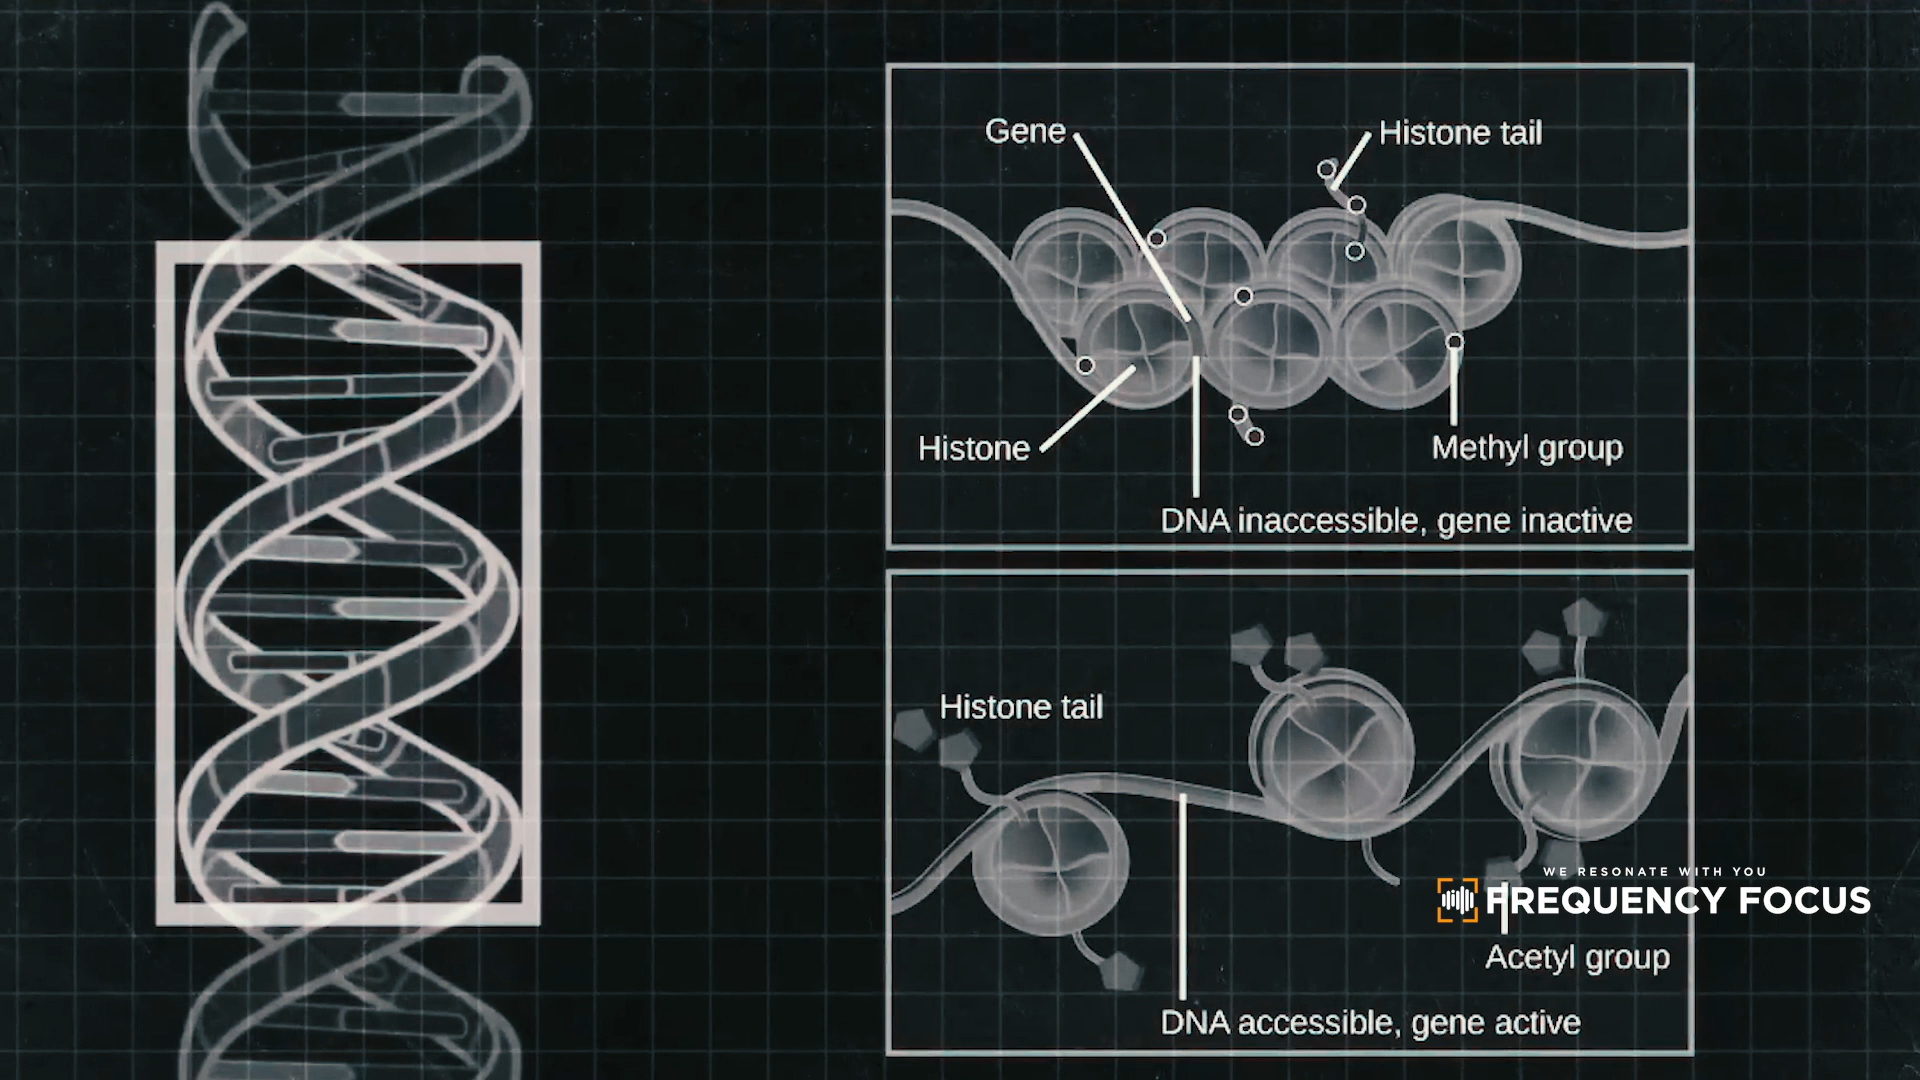 Gene
Histone tail
Histone
Methyl group
DNA inaccessible, gene inactive
Histone tail
WE RESONATE WITH YOU
FREQUENCY FOCUS
Acetyl group
DNA accessible, gene active